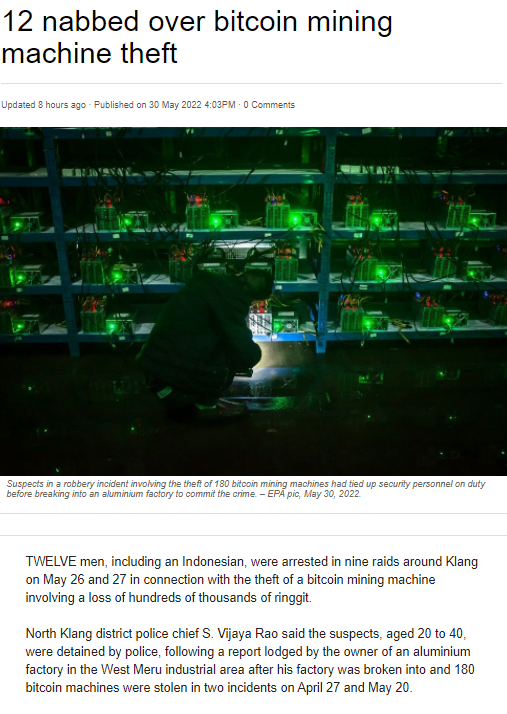 12 nabbed over bitcoin mining
machine theft
Updated 8 hours ago · Published on 30 May 2022 4:03PM · 0 Comments
Suspects in a robbery incident involving the theft of 180 bitcoin mining machines had tied up security personnel on duty
before breaking into an aluminium factory to commit the crime. – EPA pic, May 30, 2022.
TWELVE men, including an Indonesian, were arrested in nine raids around Klang
on May 26 and 27 in connection with the theft of a bitcoin mining machine
involving a loss of hundreds of thousands of ringgit.
North Klang district police chief S. Vijaya Rao said the suspects, aged 20 to 40,
were detained by police, following a report lodged by the owner of an aluminium
factory in the West Meru industrial area after his factory was broken into and 180
bitcoin machines were stolen in two incidents on April 27 and May 20.